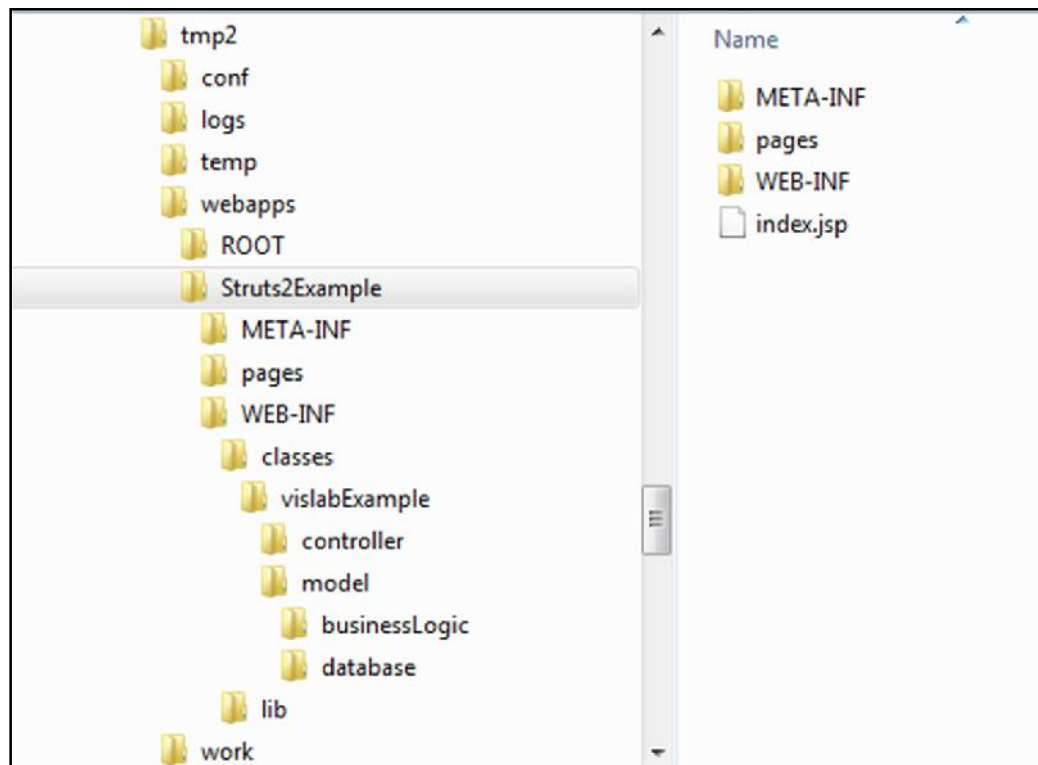 tmp2
conf
logs
temp
webapps
ROOT
Struts2Example
META-INF
pages
WEB-INF
classes
vislabExample
controller
model
businessLogic
database
lib
work
Name
META-INF
pages
WEB-INF
index.jsp